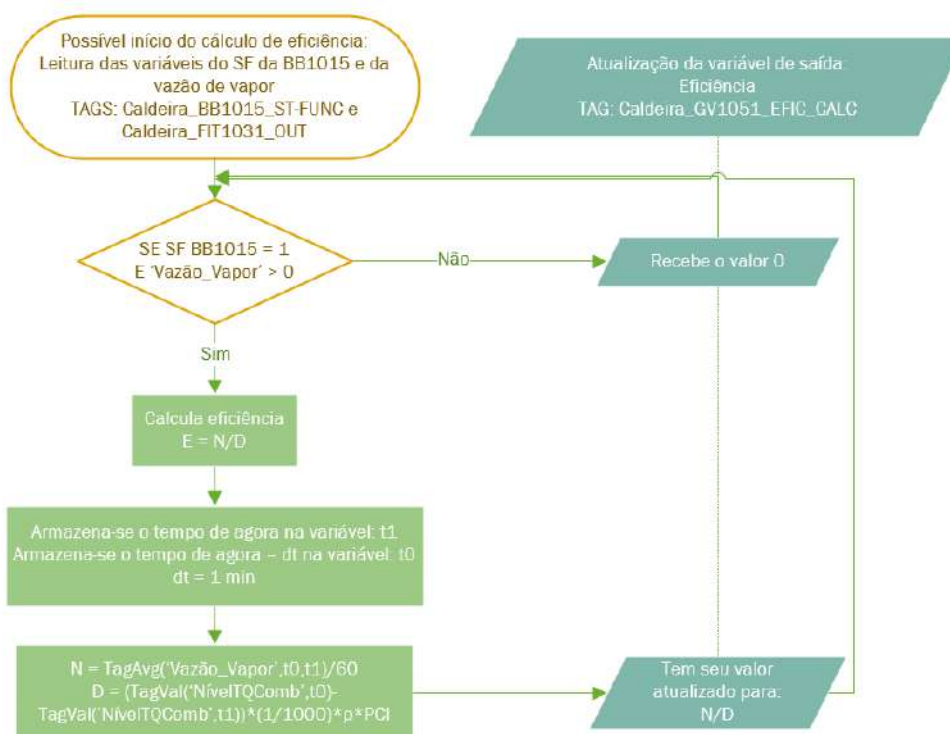 Possível início do cálculo de eficiência:
Leitura das variáveis do SF da BB1015 e da
vazão de vapor
TAGS: Caldeira_BB1015_ST-FUNC e
Caldeira_FIT1031_OUT
Atualização da variável de saída:
Eficiência
TAG: Caldeira_GV1051_EFIC_CALC
SE SF BB1015 = 1
E 'Vazão_Vapor' > 0
Não
Recebe o valor 0
Sim
Calcula eficiência
E = N/D
Armazena-se o tempo de agora na variável: t1
Armazena-se o tempo de agora – dt na variável: t0
dt = 1 min
N = TagAvg('Vazão_Vapor',t0,t1)/60
D = (TagVal('NívelTQComb',t0)-
TagVal('NívelTQComb',t1))*(1/1000)*ρ*PCI
Tem seu valor
atualizado para:
N/D